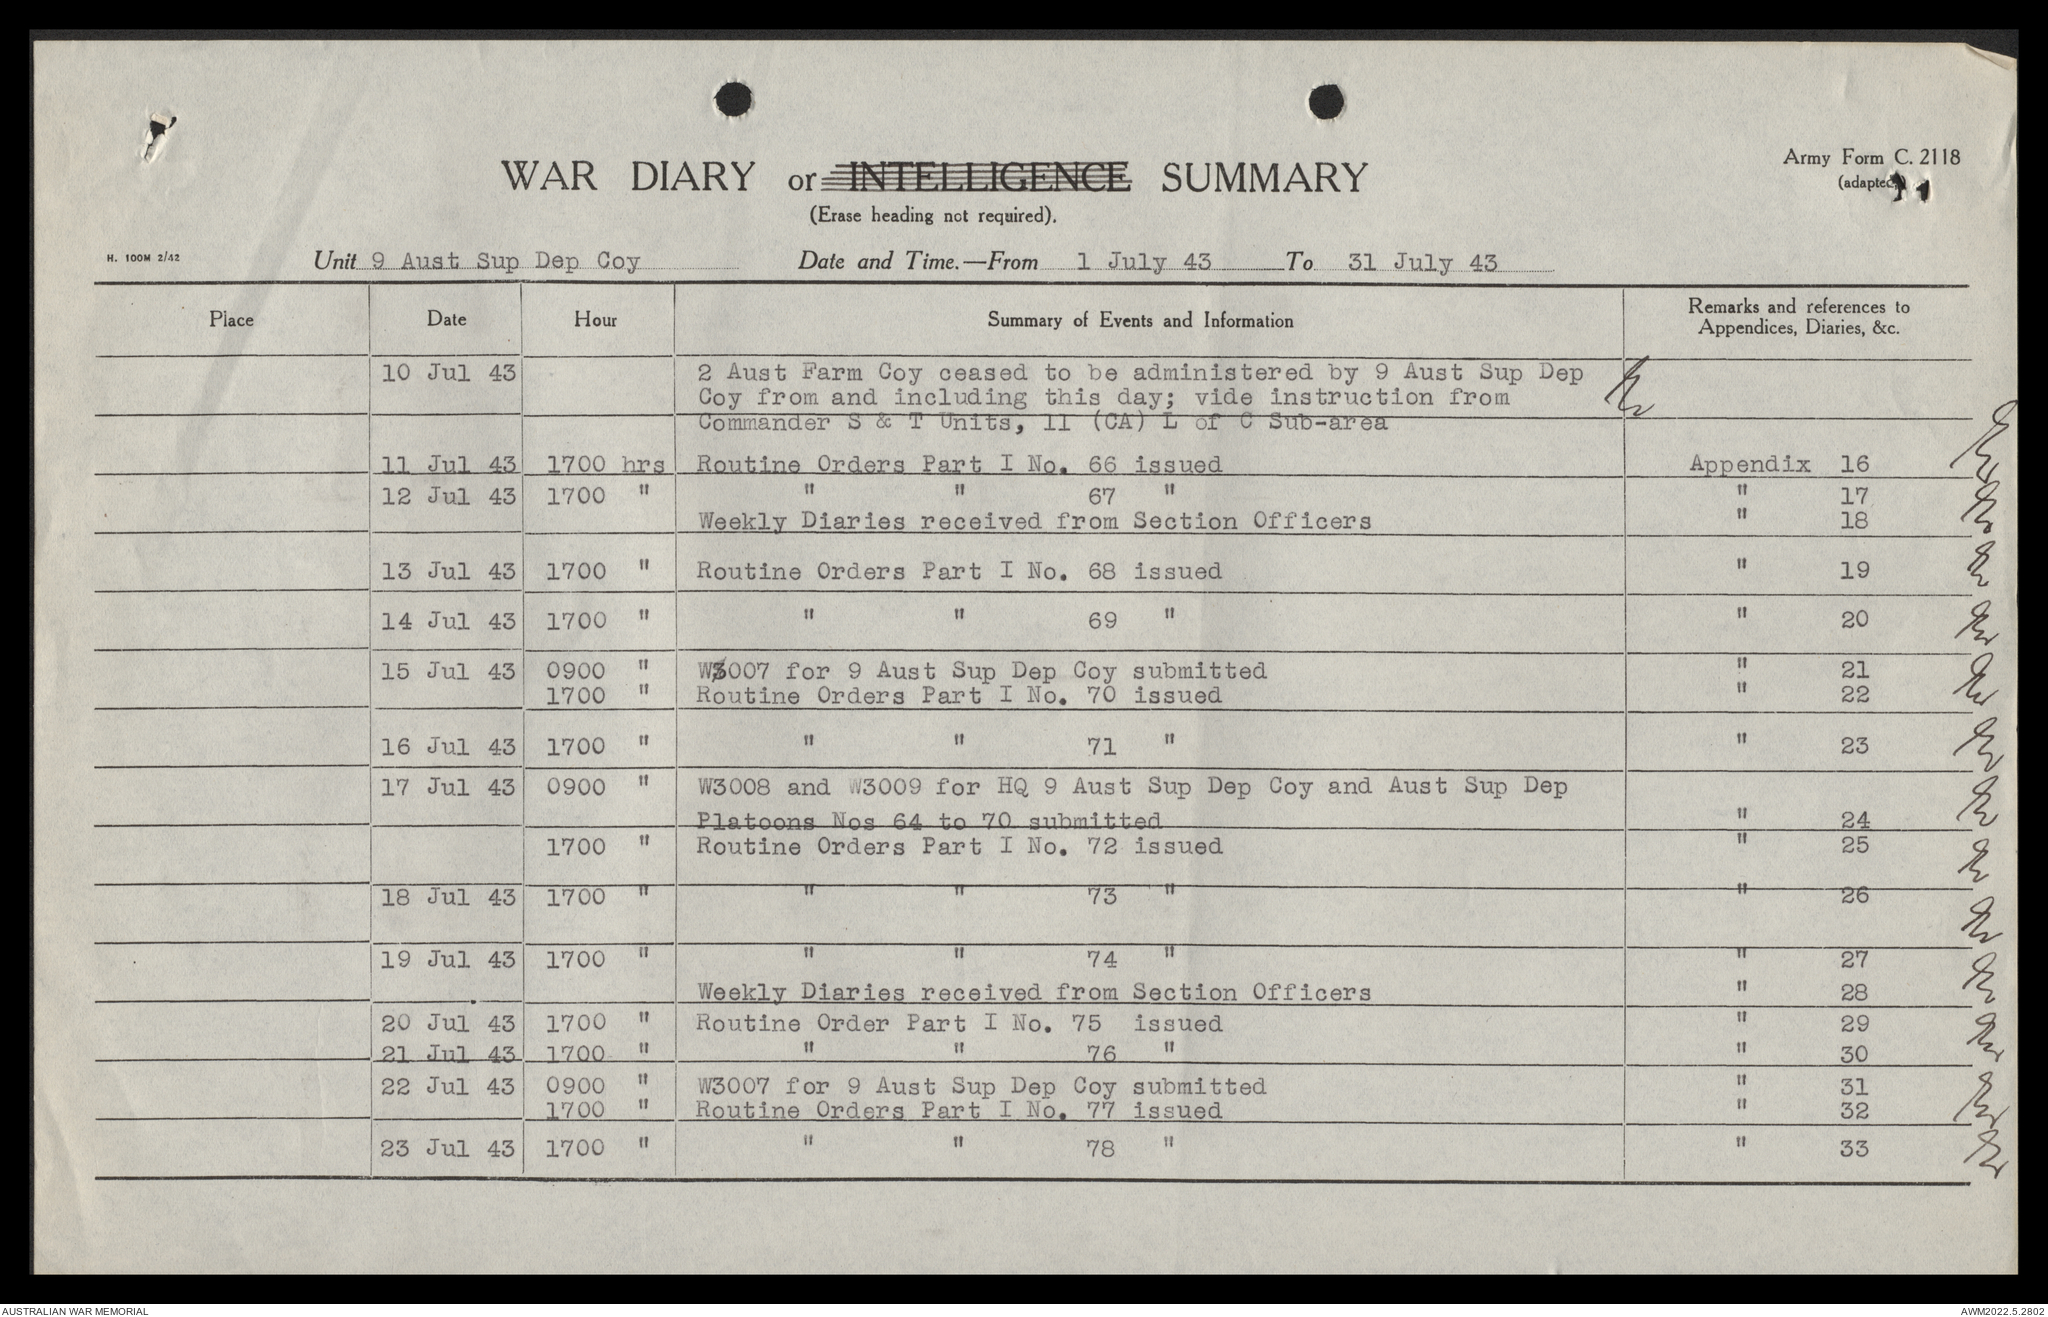 Army Form C. 2118
(adapted)
WAR DIARY or INTELLIGENCE SUMMARY
(Erase heading not required).
H. 100M 2/42
Unit 9 Aust Sup Dep Coy Date and Time.—From 1 July 43 To 31 July 43
Place Date Hour Summary of Events and Information Remarks and references to
Appendices, Diaries, &c.
10 Jul 43 2 Aust Farm Coy ceased to be administered by 9 Aust Sup Dep
Coy from and including this day; vide instruction from
Commander S & T Units, 11 (CA) L of C Sub-area
11 Jul 43 1700 hrs Routine Orders Part I No. 66 issued Appendix 16
12 Jul 43 1700 " " " 67 " " 17
Weekly Diaries received from Section Officers " 18
13 Jul 43 1700 " Routine Orders Part I No. 68 issued " 19
14 Jul 43 1700 " " " 69 " " 20
15 Jul 43 0900 " W3007 for 9 Aust Sup Dep Coy submitted " 21
1700 " Routine Orders Part I No. 70 issued " 22
16 Jul 43 1700 " " " 71 " " 23
17 Jul 43 0900 " W3008 and W3009 for HQ 9 Aust Sup Dep Coy and Aust Sup Dep
Platoons Nos 64 to 70 submitted " 24
1700 " Routine Orders Part I No. 72 issued " 25
18 Jul 43 1700 " " " 73 " " 26
19 Jul 43 1700 " " " 74 " " 27
Weekly Diaries received from Section Officers " 28
20 Jul 43 1700 " Routine Order Part I No. 75 issued " 29
21 Jul 43 1700 " " " 76 " " 30
22 Jul 43 0900 " W3007 for 9 Aust Sup Dep Coy submitted " 31
1700 " Routine Orders Part I No. 77 issued " 32
23 Jul 43 1700 " " " 78 " " 33
AUSTRALIAN WAR MEMORIAL AWM2022.5.2802